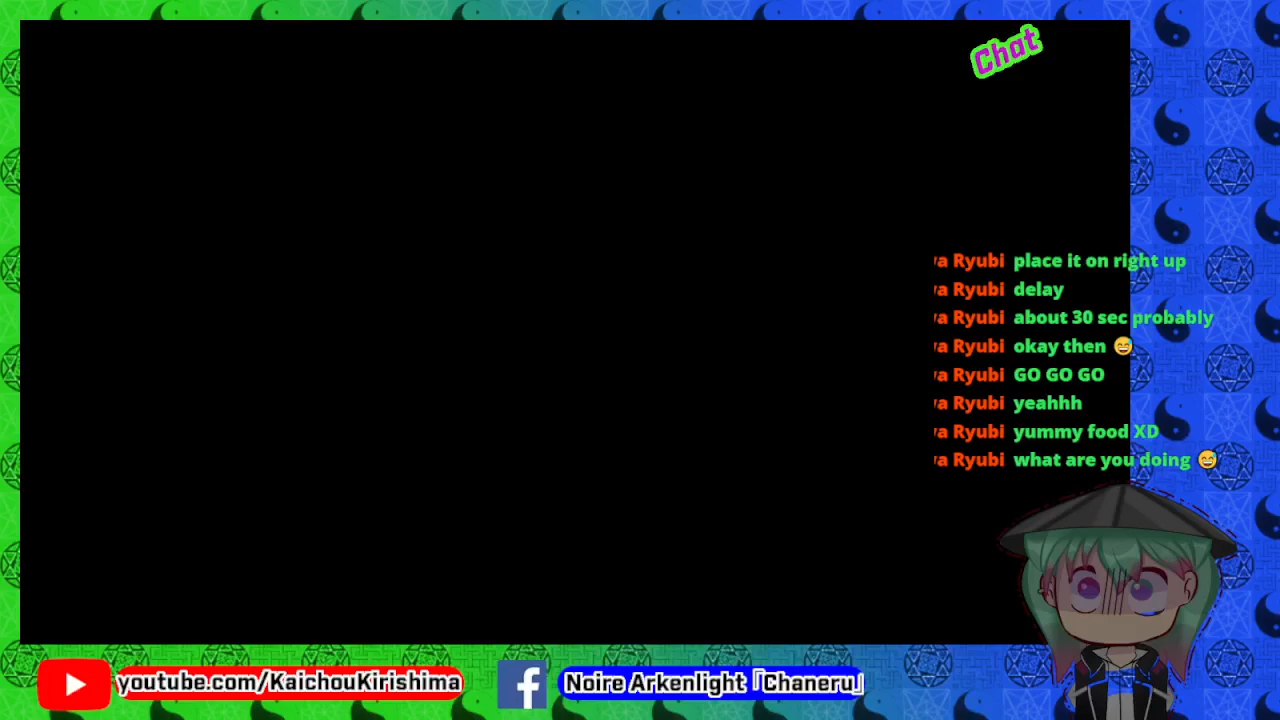 Chat
Ryubi place it on right up
Ryubi delay
Ryubi about 30 sec probably
Ryubi okay then 😅
Ryubi GO GO GO
Ryubi yeahhh
Ryubi yummy food XD
Ryubi what are you doing 😅
youtube.com/KaichouKirishima
Noire Arkenlight「Chaneru」